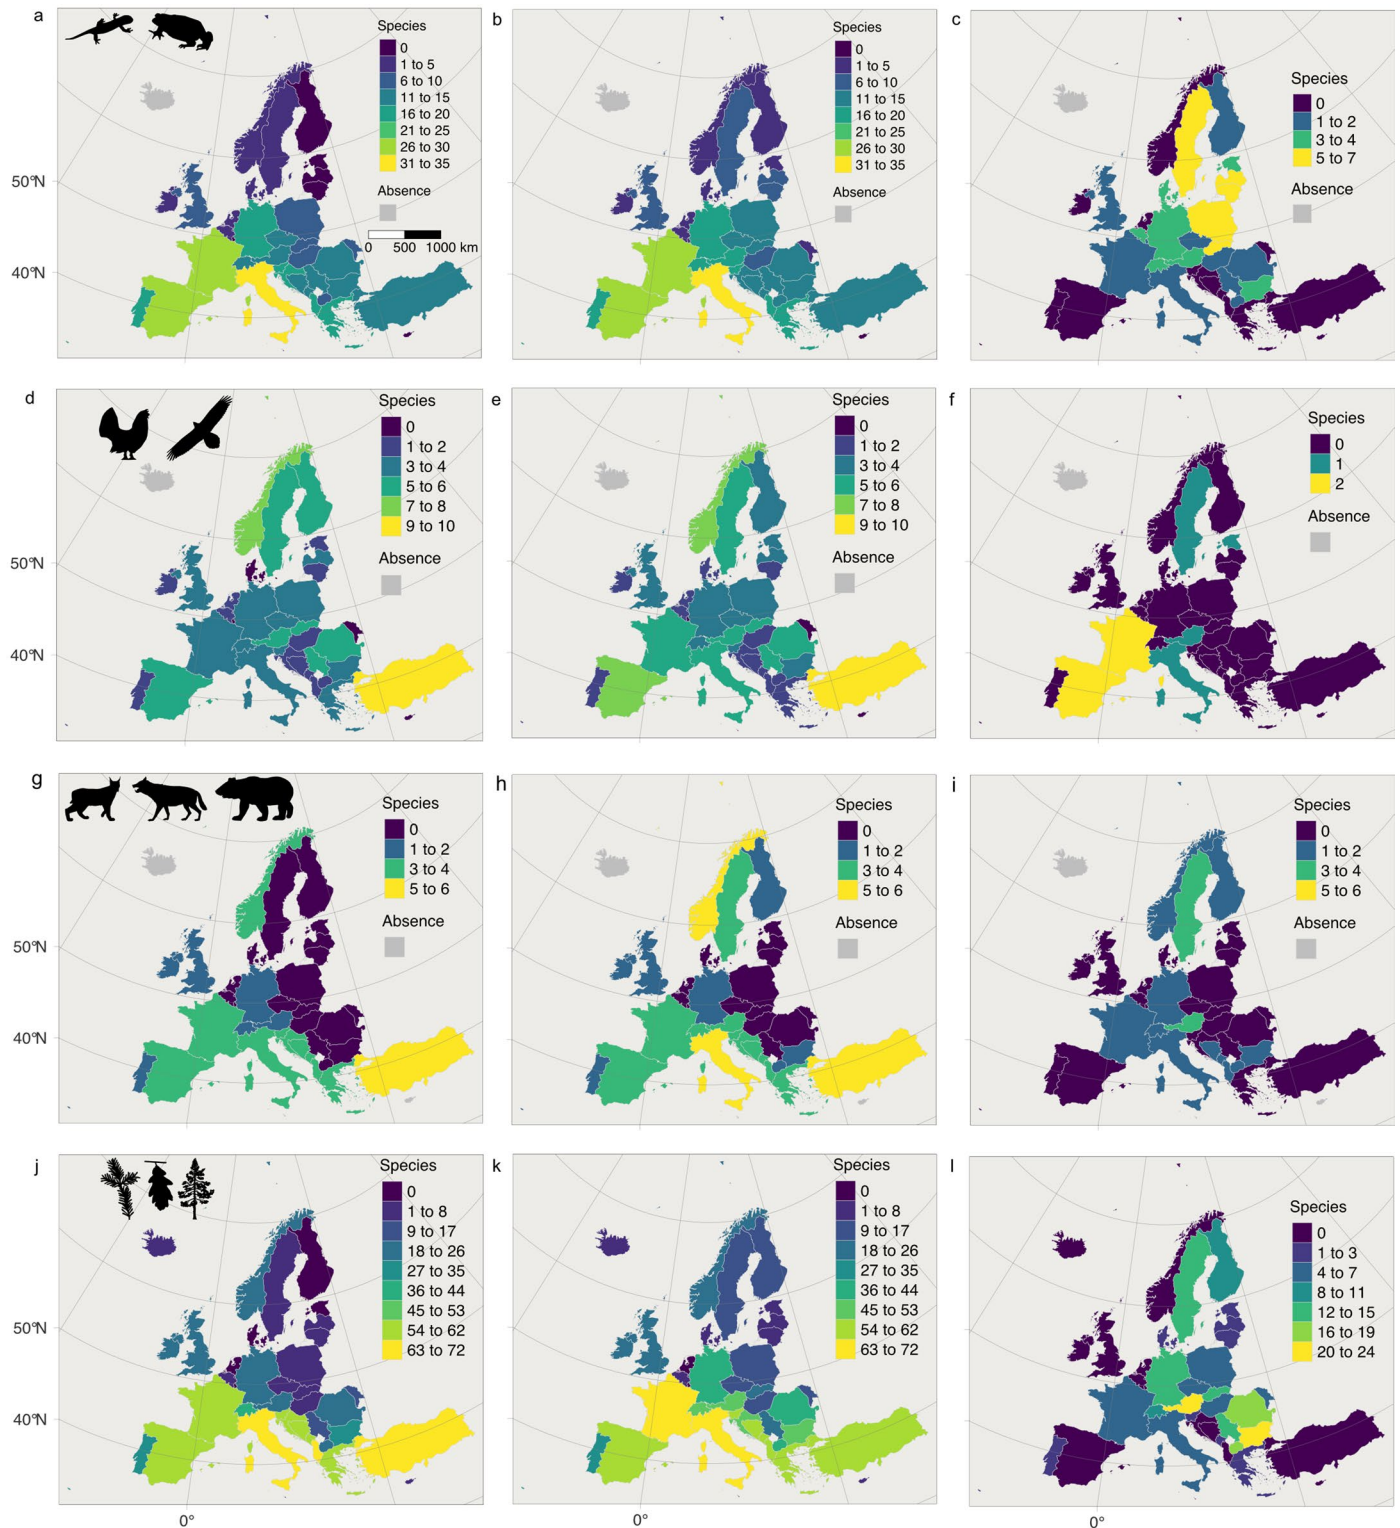 a
Species
0
1 to 5
6 to 10
11 to 15
16 to 20
21 to 25
26 to 30
31 to 35
Absence
0 500 1000 km
50°N
40°N
b
Species
0
1 to 5
6 to 10
11 to 15
16 to 20
21 to 25
26 to 30
31 to 35
Absence
c
Species
0
1 to 2
3 to 4
5 to 7
Absence
d
Species
0
1 to 2
3 to 4
5 to 6
7 to 8
9 to 10
Absence
50°N
40°N
e
Species
0
1 to 2
3 to 4
5 to 6
7 to 8
9 to 10
Absence
f
Species
0
1
2
Absence
g
Species
0
1 to 2
3 to 4
5 to 6
Absence
50°N
40°N
h
Species
0
1 to 2
3 to 4
5 to 6
Absence
i
Species
0
1 to 2
3 to 4
5 to 6
Absence
j
Species
0
1 to 8
9 to 17
18 to 26
27 to 35
36 to 44
45 to 53
54 to 62
63 to 72
50°N
40°N
0°
k
Species
0
1 to 8
9 to 17
18 to 26
27 to 35
36 to 44
45 to 53
54 to 62
63 to 72
0°
l
Species
0
1 to 3
4 to 7
8 to 11
12 to 15
16 to 19
20 to 24
0°